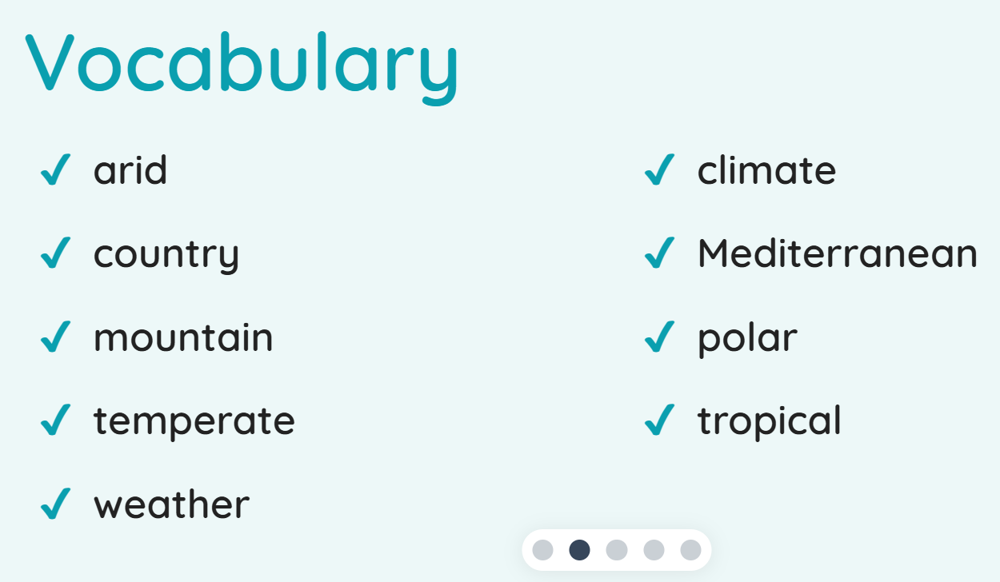 Vocabulary
arid
climate
country
Mediterranean
mountain
polar
temperate
tropical
weather